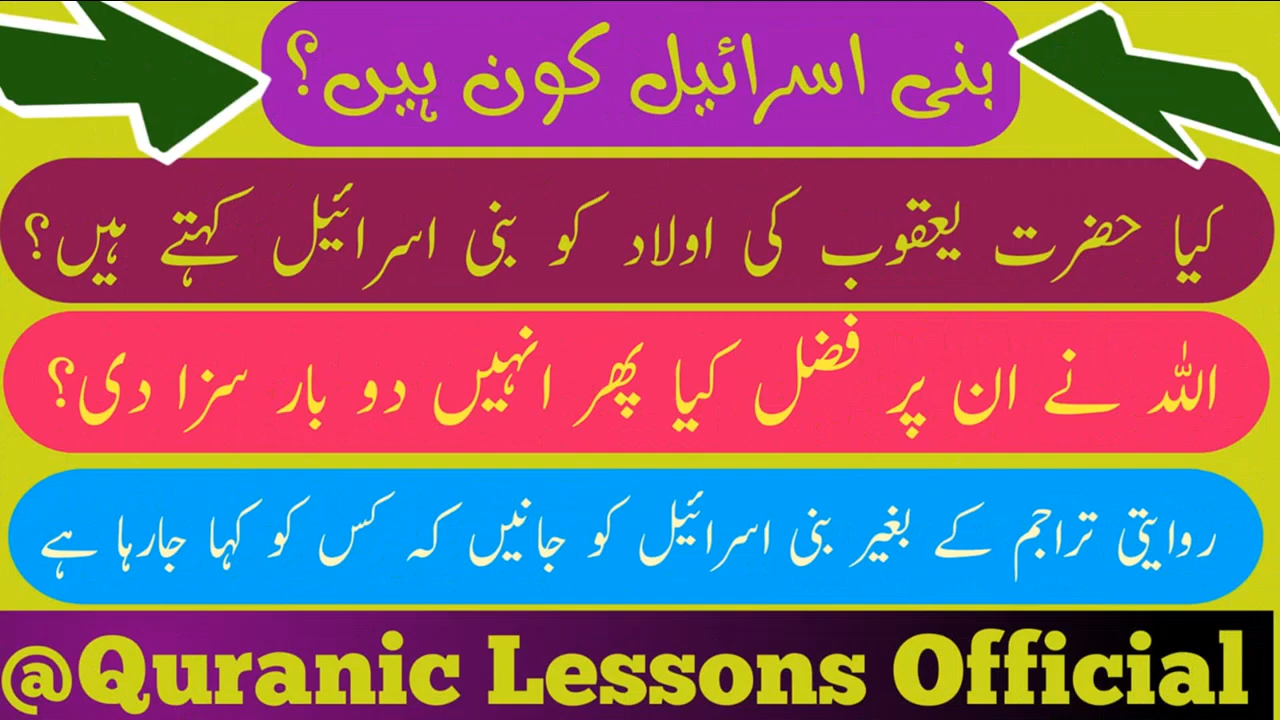 بنی اسرائیل کون ہیں؟
کیا حضرت یعقوب کی اولاد کو بنی اسرائیل کہتے ہیں؟
اللہ نے ان پر فضل کیا پھر انہیں دو بار سزا دی؟
روایتی تراجم کے بغیر بنی اسرائیل کو جانیں کہ کس کو کہا جارہا ہے
@Quranic Lessons Official